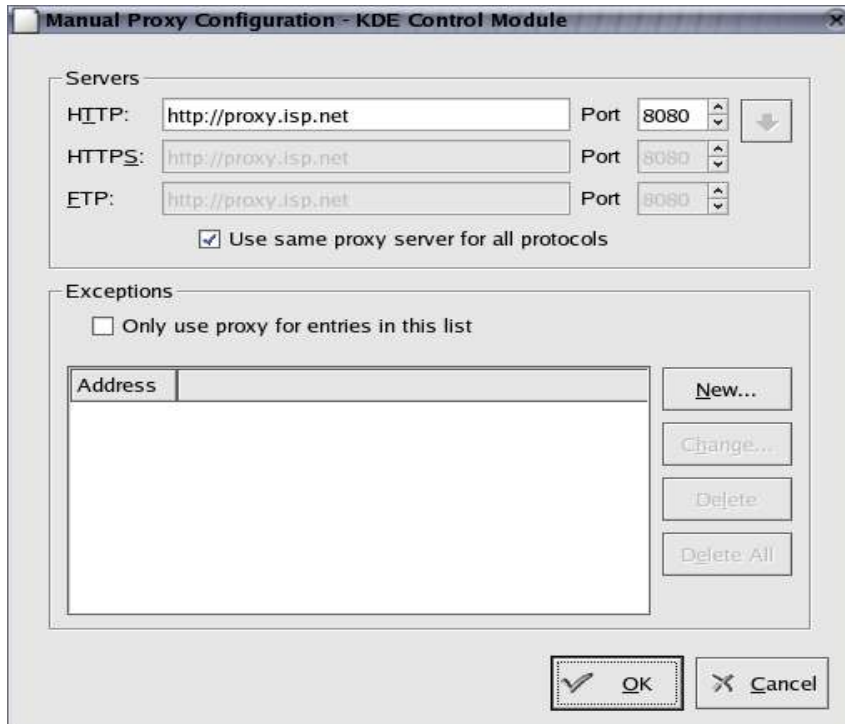 Manual Proxy Configuration - KDE Control Module
Servers
HTTP: http://proxy.isp.net Port 8080
HTTPS: http://proxy.isp.net Port 8080
FTP: http://proxy.isp.net Port 8080
Use same proxy server for all protocols
Exceptions
Only use proxy for entries in this list
Address
New...
Change...
Delete
Delete All
OK Cancel